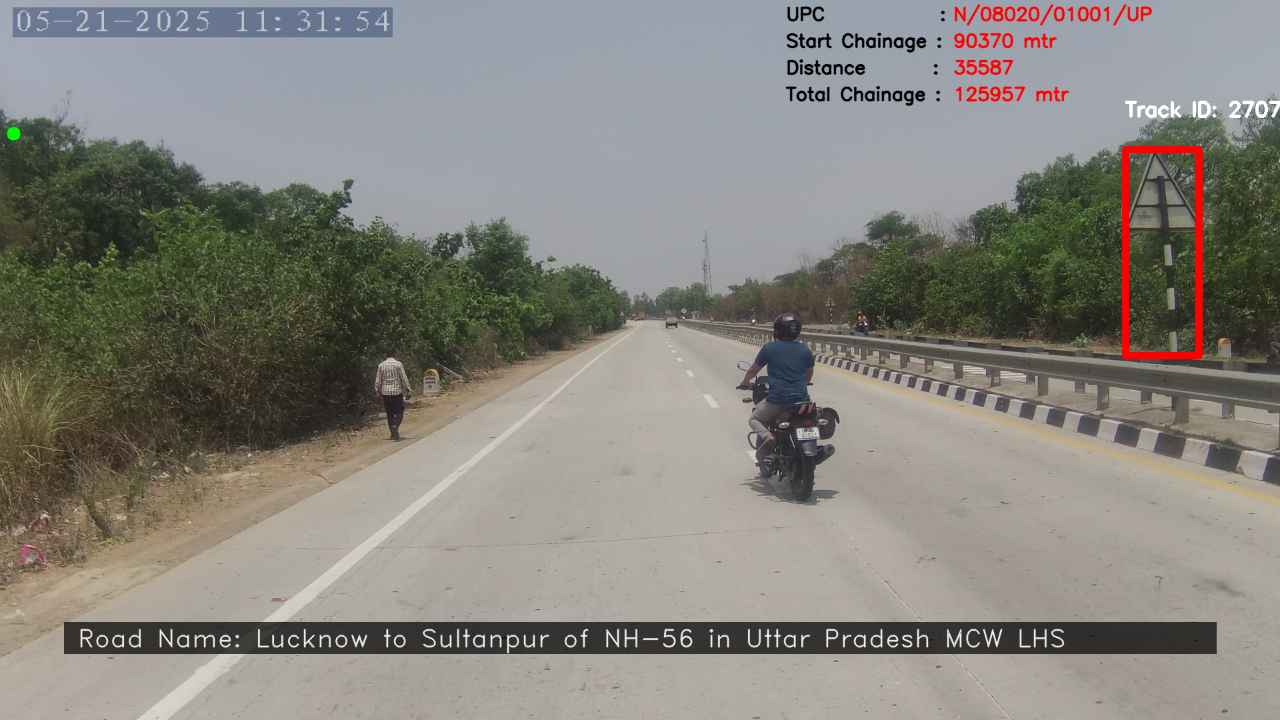 05-21-2025 11:31:54
UPC : N/08020/01001/UP
Start Chainage : 90370 mtr
Distance : 35587
Total Chainage : 125957 mtr
Track ID: 2707
Road Name: Lucknow to Sultanpur of NH-56 in Uttar Pradesh MCW LHS